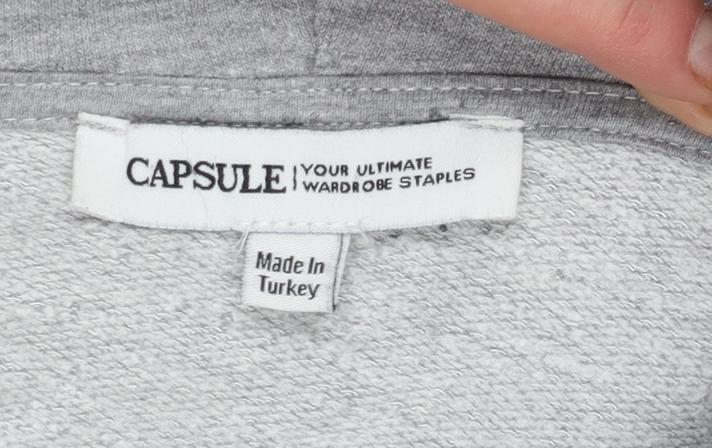 CAPSULE
YOUR ULTIMATE
WARDROBE STAPLES
Made In
Turkey